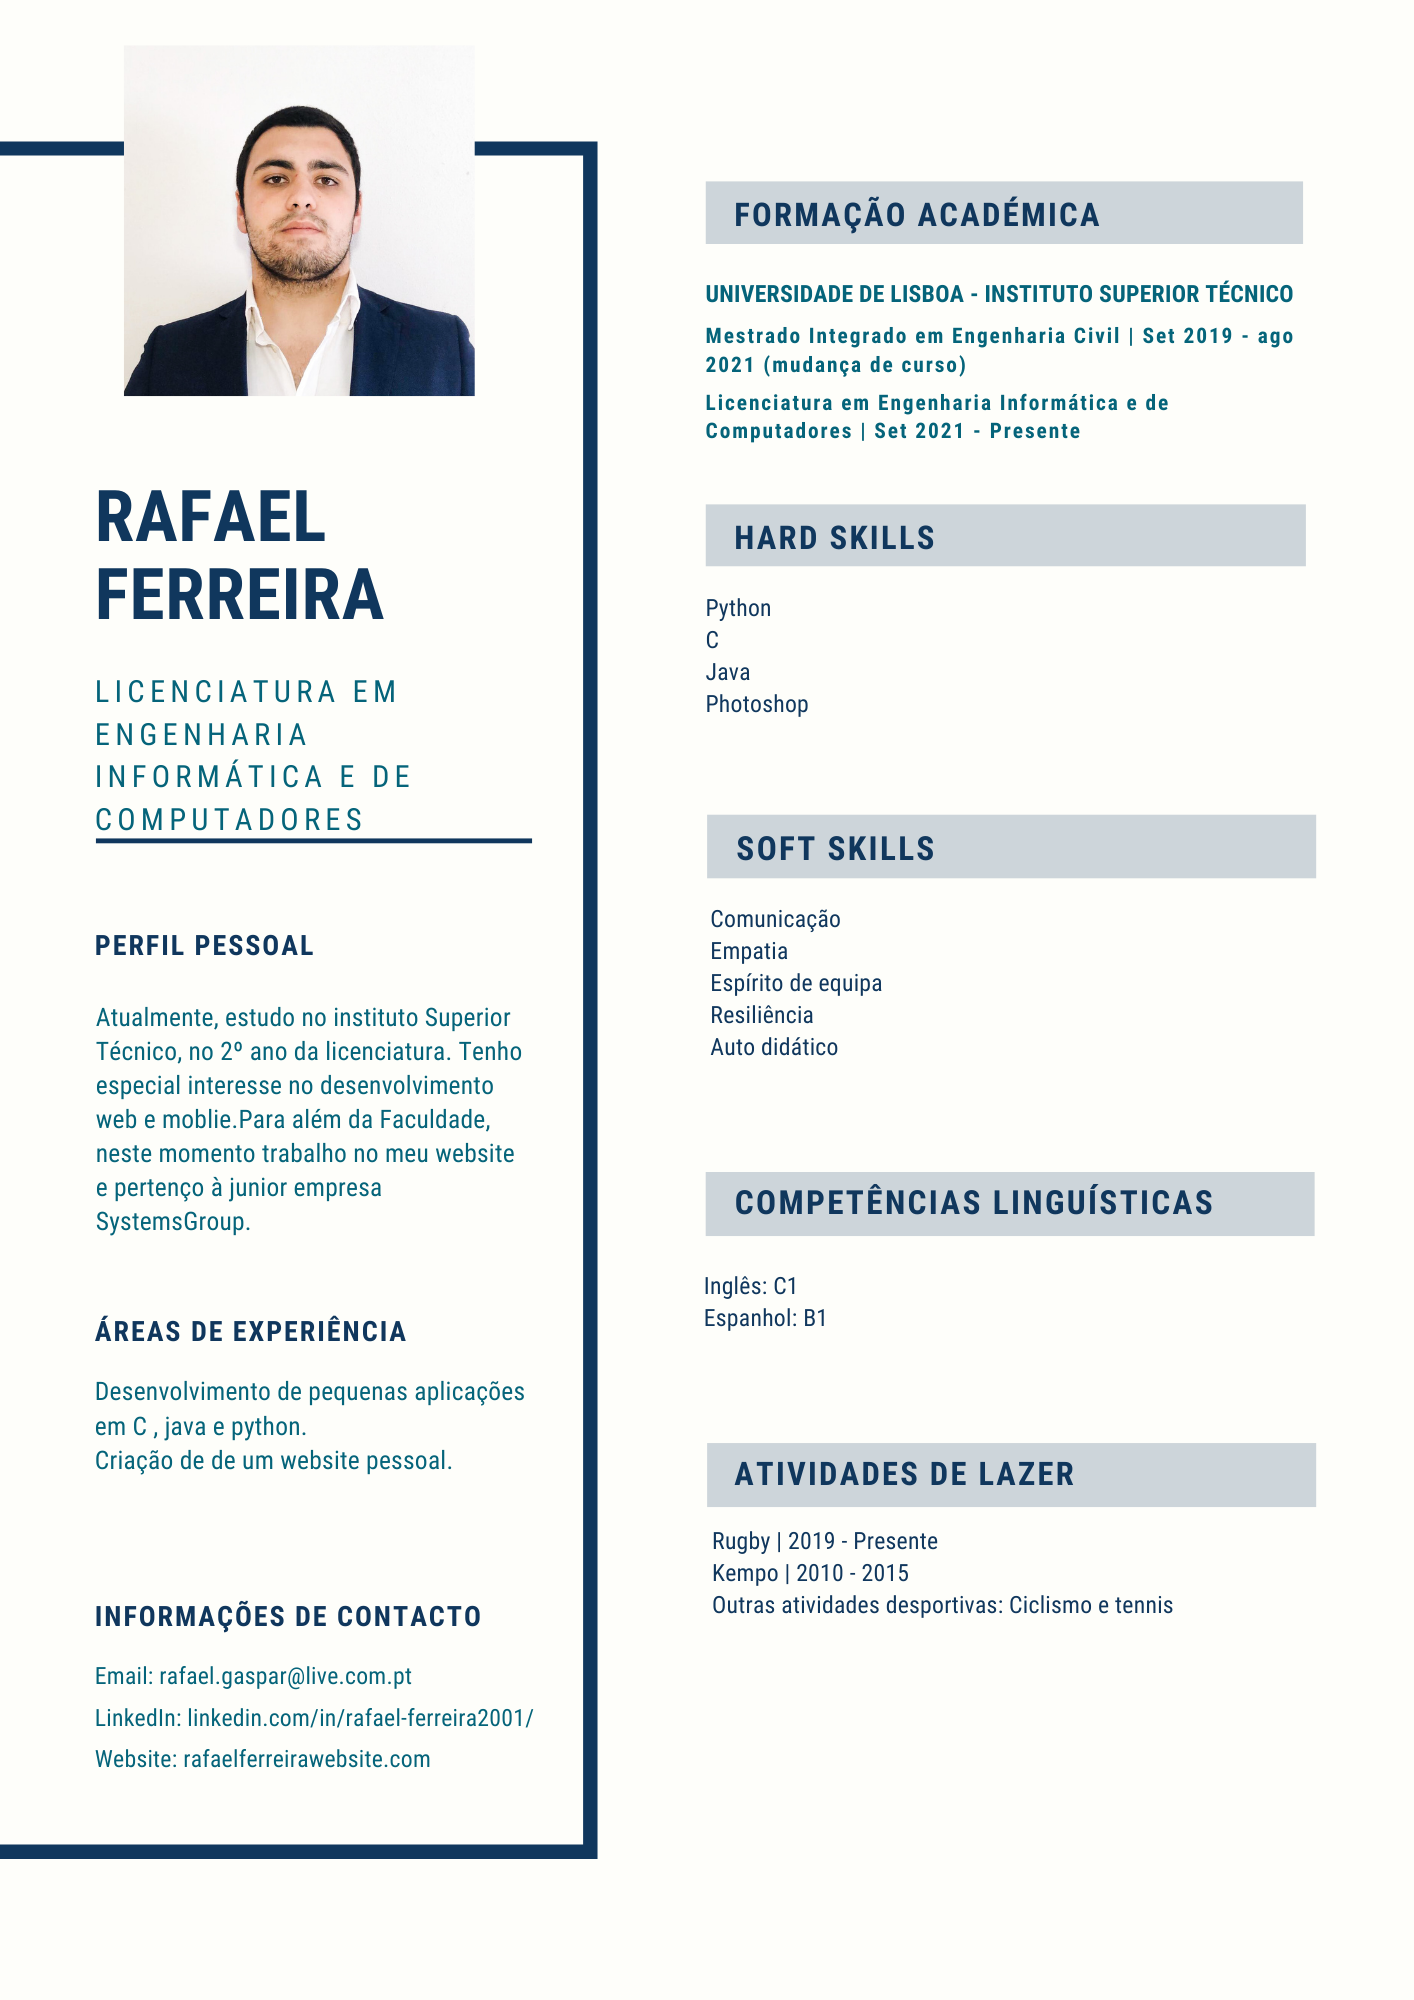 RAFAEL
FERREIRA
LICENCIATURA EM
ENGENHARIA
INFORMÁTICA E DE
COMPUTADORES
PERFIL PESSOAL
Atualmente, estudo no instituto Superior
Técnico, no 2º ano da licenciatura. Tenho
especial interesse no desenvolvimento
web e moblie.Para além da Faculdade,
neste momento trabalho no meu website
e pertenço à junior empresa
SystemsGroup.
ÁREAS DE EXPERIÊNCIA
Desenvolvimento de pequenas aplicações
em C , java e python.
Criação de de um website pessoal.
INFORMAÇÕES DE CONTACTO
Email: rafael.gaspar@live.com.pt
LinkedIn: linkedin.com/in/rafael-ferreira2001/
Website: rafaelferreirawebsite.com
FORMAÇÃO ACADÉMICA
UNIVERSIDADE DE LISBOA - INSTITUTO SUPERIOR TÉCNICO
Mestrado Integrado em Engenharia Civil | Set 2019 - ago
2021 (mudança de curso)
Licenciatura em Engenharia Informática e de
Computadores | Set 2021 - Presente
HARD SKILLS
Python
C
Java
Photoshop
SOFT SKILLS
Comunicação
Empatia
Espírito de equipa
Resiliência
Auto didático
COMPETÊNCIAS LINGUÍSTICAS
Inglês: C1
Espanhol: B1
ATIVIDADES DE LAZER
Rugby | 2019 - Presente
Kempo | 2010 - 2015
Outras atividades desportivas: Ciclismo e tennis